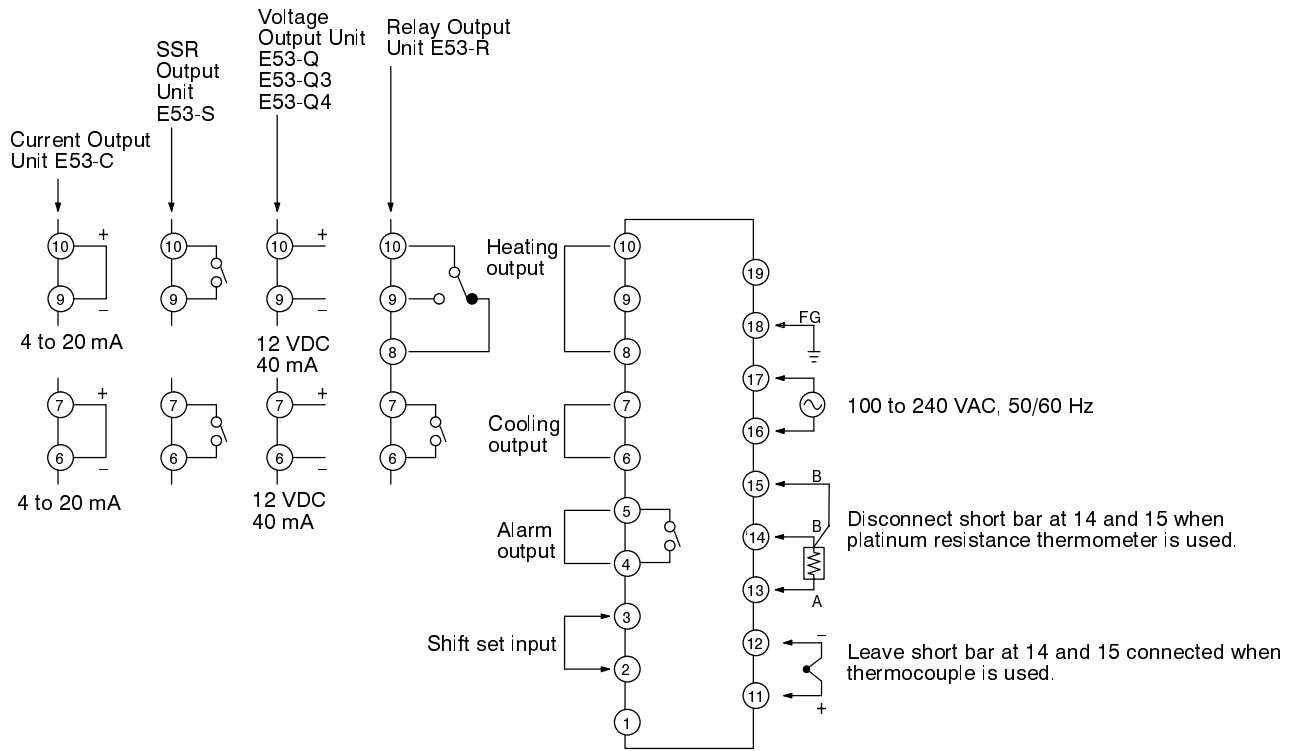 Current Output
Unit E53-C
SSR
Output
Unit
E53-S
Voltage
Output Unit
E53-Q
E53-Q3
E53-Q4
Relay Output
Unit E53-R
10
+
9
–
4 to 20 mA
7
+
6
–
4 to 20 mA
10
9
7
6
10
+
9
–
12 VDC
40 mA
7
+
6
–
12 VDC
40 mA
10
9
8
7
6
Heating
output
Cooling
output
Alarm
output
Shift set input
10
9
8
7
6
5
4
3
2
1
19
18
FG
17
16
100 to 240 VAC, 50/60 Hz
15
B
14
B
13
A
Disconnect short bar at 14 and 15 when
platinum resistance thermometer is used.
12
–
11
+
Leave short bar at 14 and 15 connected when
thermocouple is used.